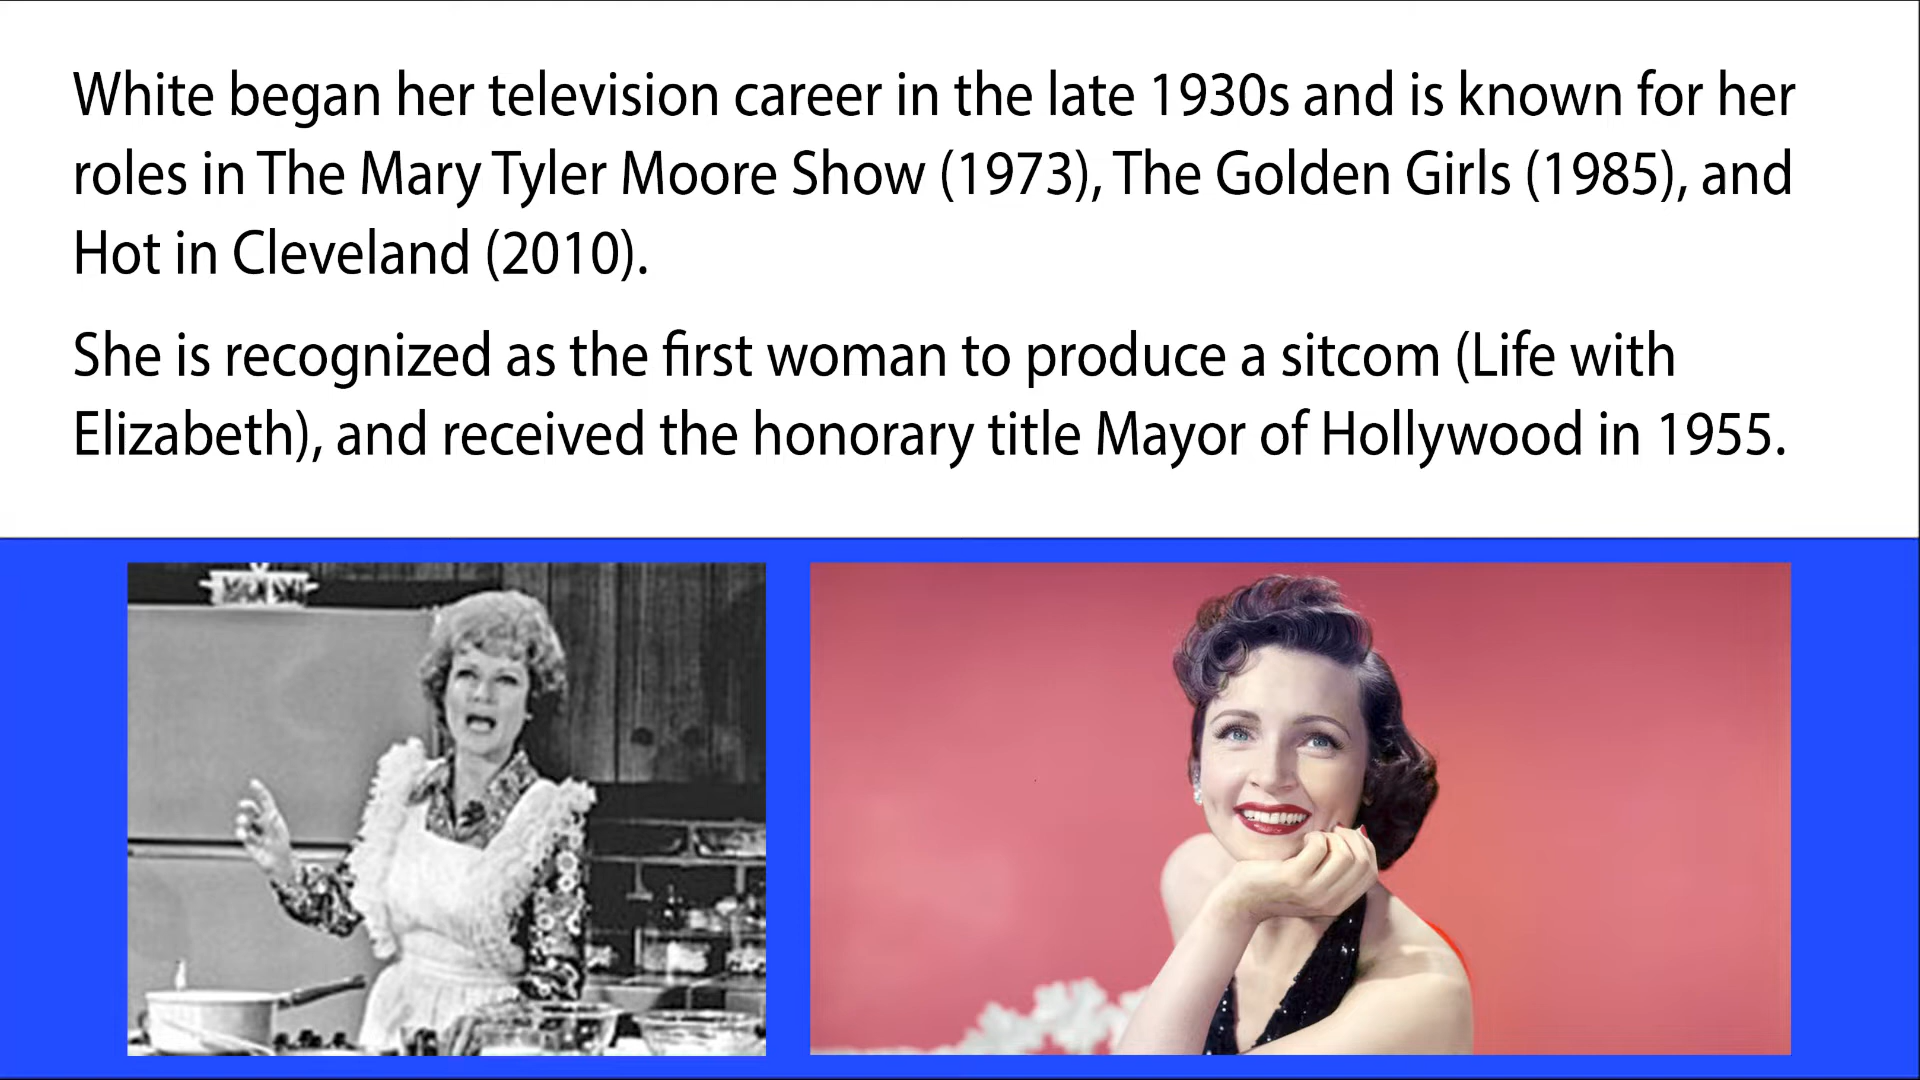 White began her television career in the late 1930s and is known for her
roles in The Mary Tyler Moore Show (1973), The Golden Girls (1985), and
Hot in Cleveland (2010).
She is recognized as the first woman to produce a sitcom (Life with
Elizabeth), and received the honorary title Mayor of Hollywood in 1955.